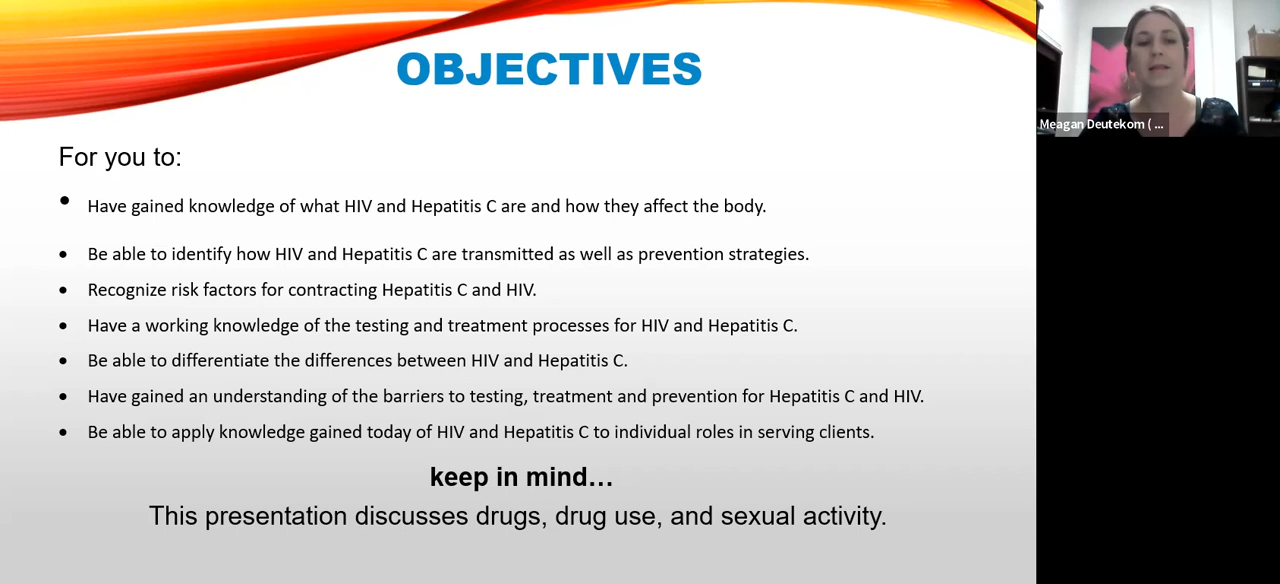 OBJECTIVES
For you to:
• Have gained knowledge of what HIV and Hepatitis C are and how they affect the body.
• Be able to identify how HIV and Hepatitis C are transmitted as well as prevention strategies.
• Recognize risk factors for contracting Hepatitis C and HIV.
• Have a working knowledge of the testing and treatment processes for HIV and Hepatitis C.
• Be able to differentiate the differences between HIV and Hepatitis C.
• Have gained an understanding of the barriers to testing, treatment and prevention for Hepatitis C and HIV.
• Be able to apply knowledge gained today of HIV and Hepatitis C to individual roles in serving clients.
keep in mind…
This presentation discusses drugs, drug use, and sexual activity.
Meagan Deutekom ( ...